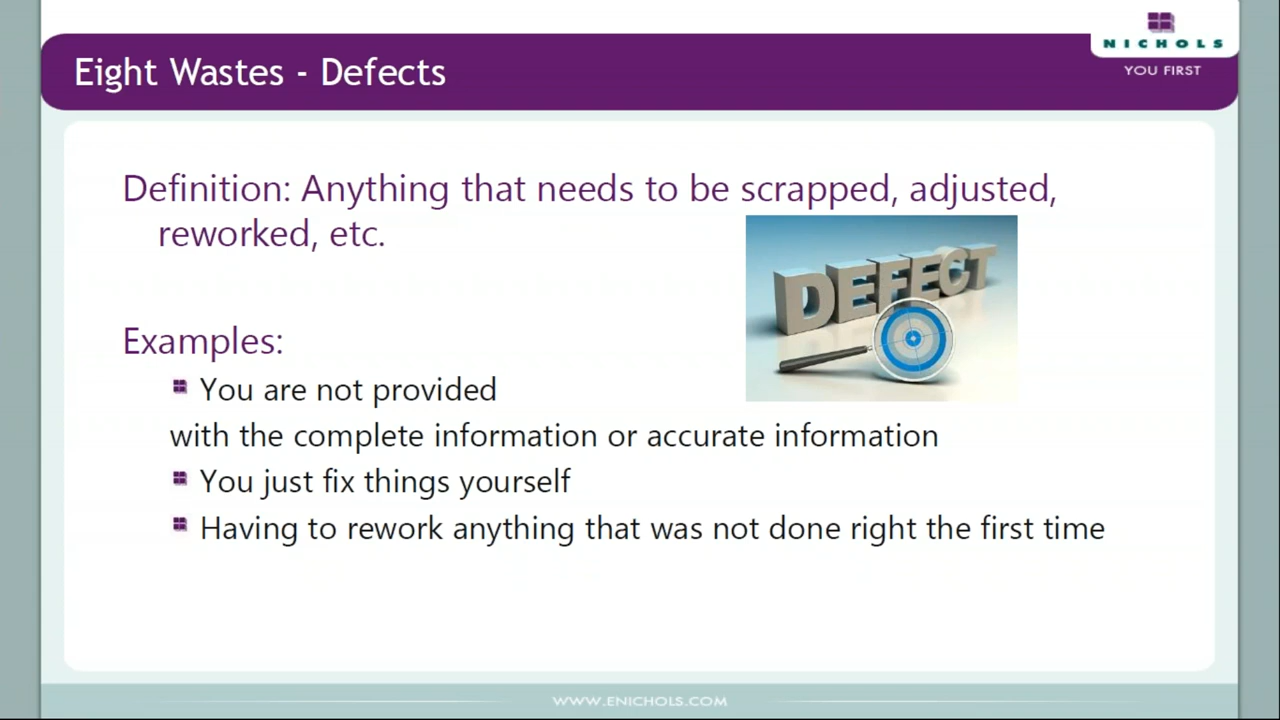 NICHOLS
YOU FIRST
Eight Wastes - Defects
Definition: Anything that needs to be scrapped, adjusted,
reworked, etc.
DEFECT
Examples:
You are not provided
with the complete information or accurate information
You just fix things yourself
Having to rework anything that was not done right the first time
WWW.ENICHOLS.COM